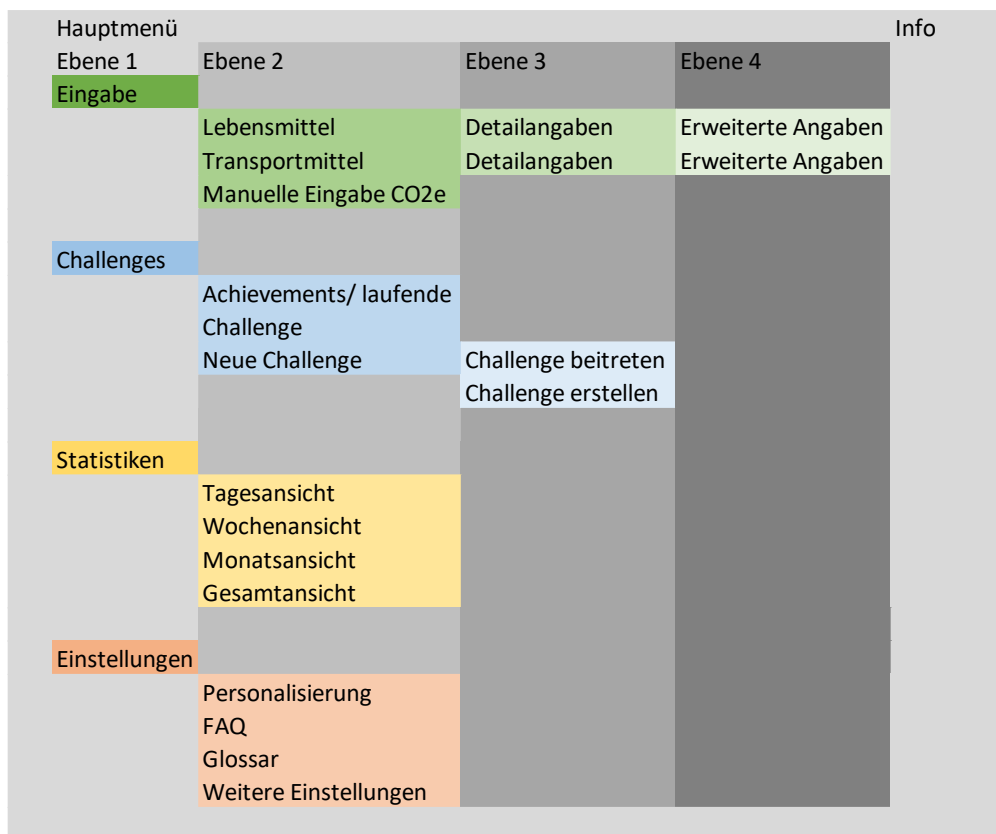 Hauptmenü Info
Ebene 1 Ebene 2 Ebene 3 Ebene 4
Eingabe
Lebensmittel Detailangaben Erweiterte Angaben
Transportmittel Detailangaben Erweiterte Angaben
Manuelle Eingabe CO2e
Challenges
Achievements/ laufende
Challenge
Neue Challenge Challenge beitreten
Challenge erstellen
Statistiken
Tagesansicht
Wochenansicht
Monatsansicht
Gesamtansicht
Einstellungen
Personalisierung
FAQ
Glossar
Weitere Einstellungen